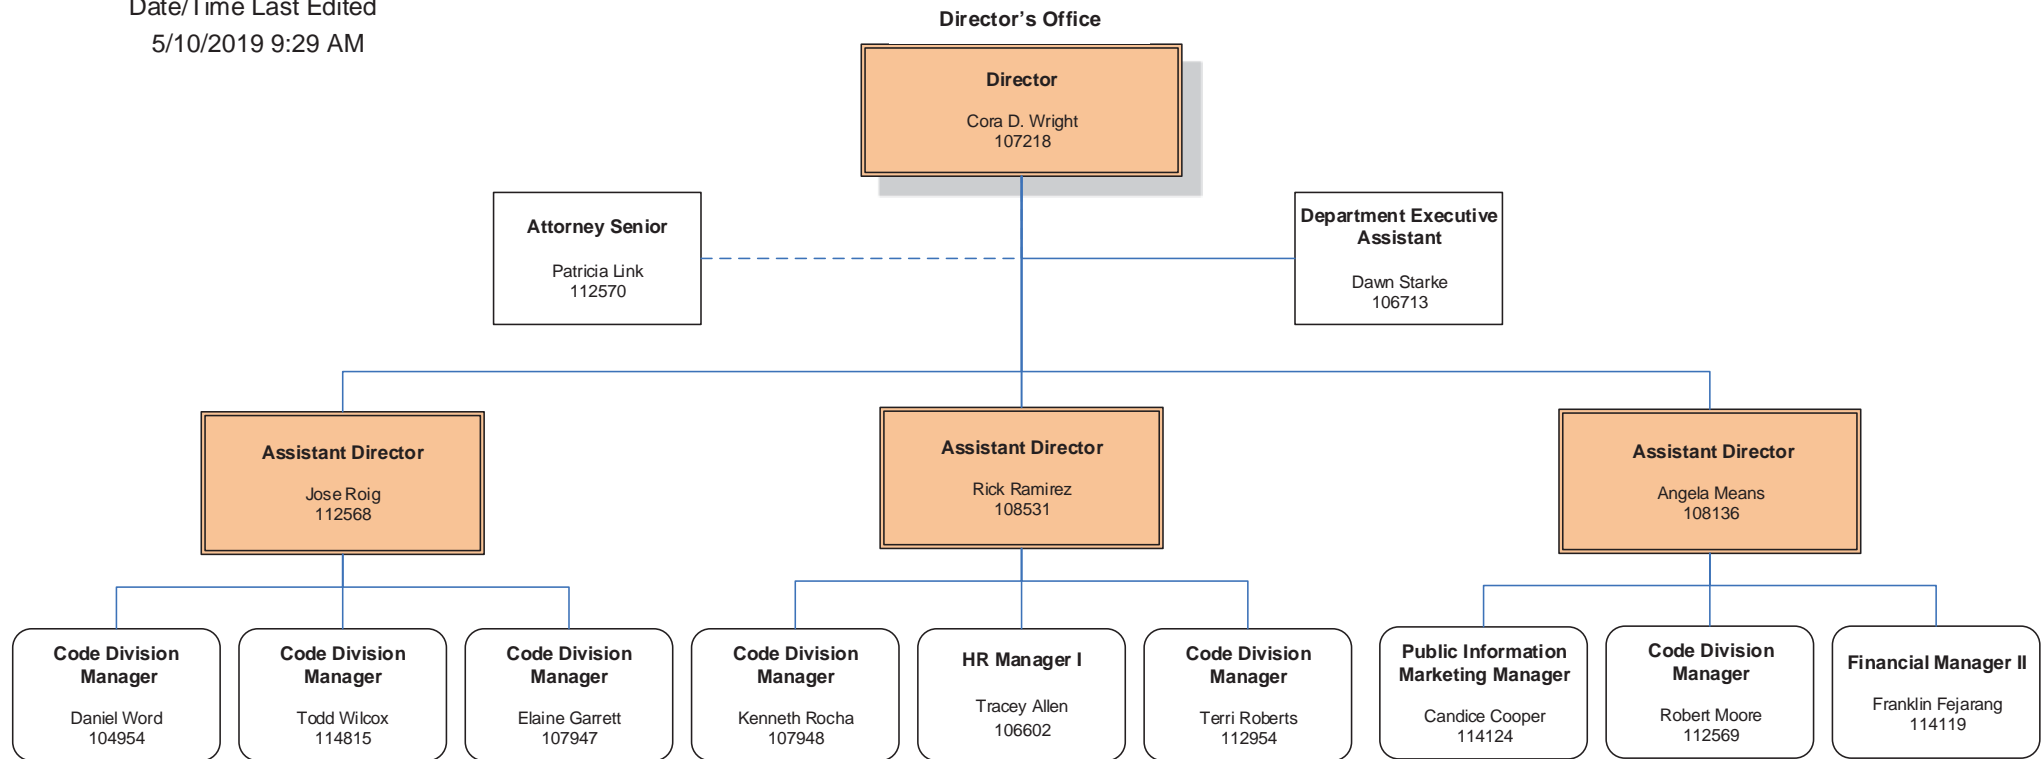 Date/Time Last Edited
5/10/2019 9:29 AM
Director’s Office
Director
Cora D. Wright
107218
Attorney Senior
Patricia Link
112570
Department Executive
Assistant
Dawn Starke
106713
Assistant Director
Jose Roig
112568
Assistant Director
Rick Ramirez
108531
Assistant Director
Angela Means
108136
Code Division
Manager
Daniel Word
104954
Code Division
Manager
Todd Wilcox
114815
Code Division
Manager
Elaine Garrett
107947
Code Division
Manager
Kenneth Rocha
107948
HR Manager I
Tracey Allen
106602
Code Division
Manager
Terri Roberts
112954
Public Information
Marketing Manager
Candice Cooper
114124
Code Division
Manager
Robert Moore
112569
Financial Manager II
Franklin Fejarang
114119